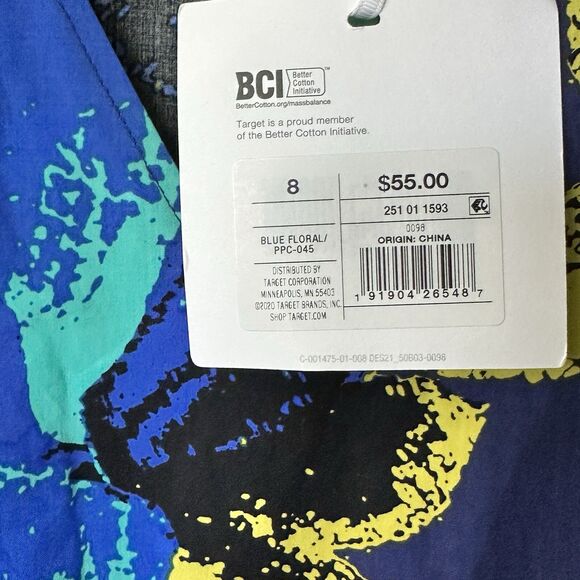 BCI Better
Cotton
Initiative™
BetterCotton.org/massbalance
Target is a proud member
of the Better Cotton Initiative.
8
$55.00
251 01 1593
0098
BLUE FLORAL/
PPC-045
ORIGIN: CHINA
DISTRIBUTED BY
TARGET CORPORATION
MINNEAPOLIS, MN 55403
©2020 TARGET BRANDS, INC.
SHOP TARGET.COM
1 91904 26548 7
C-001475-01-008 DES21_50B03-0098